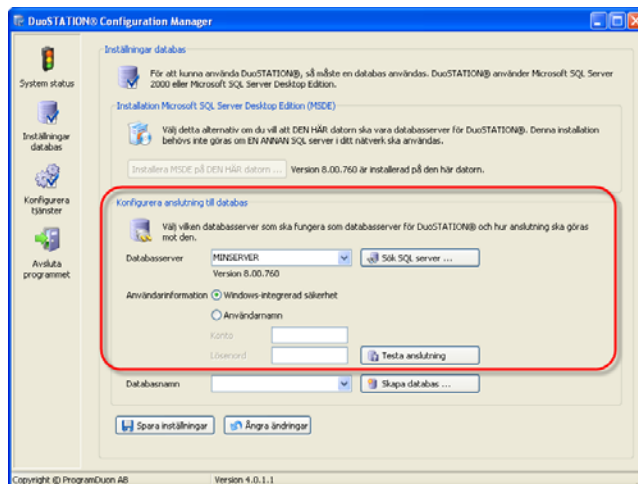 DuoSTATION® Configuration Manager
System status
Inställningar
databas
Konfigurera
tjänster
Avsluta
programmet
Inställningar databas
För att kunna använda DuoSTATION®, så måste en databas användas. DuoSTATION® använder Microsoft SQL Server
2000 eller Microsoft SQL Server Desktop Edition.
Installation Microsoft SQL Server Desktop Edition (MSDE)
Välj detta alternativ om du vill att DEN HÄR datorn ska vara databasserver för DuoSTATION®. Denna installation
behövs inte göras om EN ANNAN SQL server i ditt nätverk ska användas.
Installera MSDE på DEN HÄR datorn ...
Version 8.00.760 är installerad på den här datorn.
Konfigurera anslutning till databas
Välj vilken databasserver som ska fungera som databasserver för DuoSTATION® och hur anslutning ska göras
mot den.
Databasserver
MINSERVER
Sök SQL server ...
Version 8.00.760
Användarinformation
Windows-integrerad säkerhet
Användarnamn
Konto
Lösenord
Testa anslutning
Databasnamn
Skapa databas ...
Spara inställningar
Ångra ändringar
Copyright © ProgramDuon AB
Version 4.0.1.1